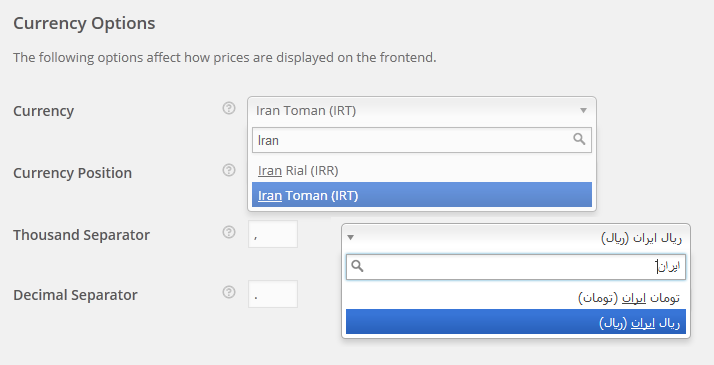 Currency Options
The following options affect how prices are displayed on the frontend.
Currency
Iran Toman (IRT)
Iran
Iran Rial (IRR)
Iran Toman (IRT)
Currency Position
Thousand Separator
,
ریال ایران (ریال)
ایران
تومان ایران (تومان)
ریال ایران (ریال)
Decimal Separator
.